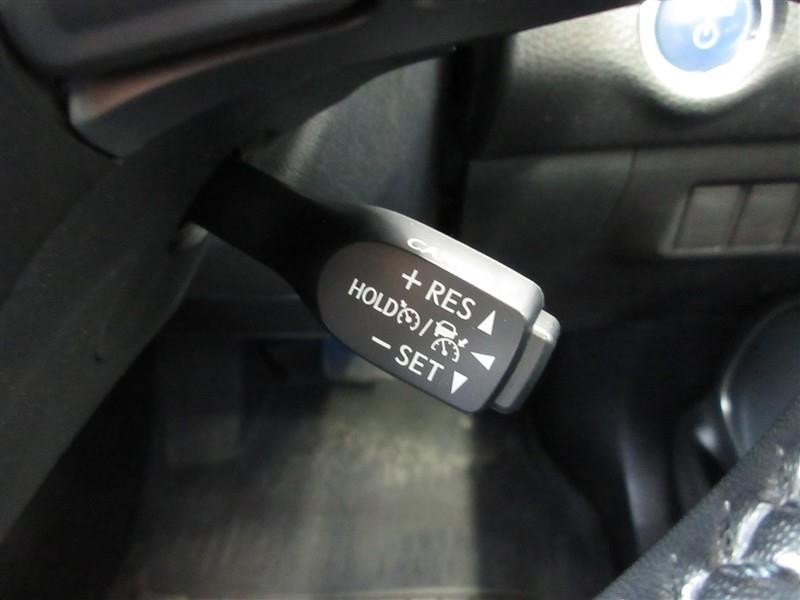 + RES ▲
HOLD / ◀
− SET ▼